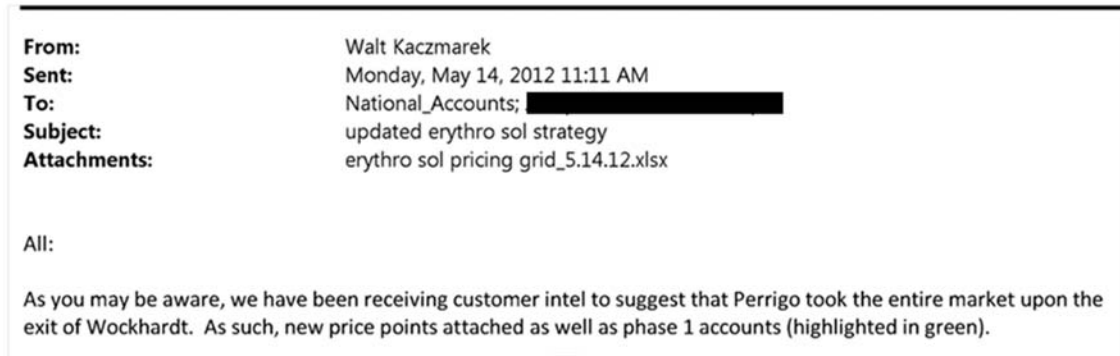 From: Walt Kaczmarek
Sent: Monday, May 14, 2012 11:11 AM
To: National_Accounts;
Subject: updated erythro sol strategy
Attachments: erythro sol pricing grid_5.14.12.xlsx
All:
As you may be aware, we have been receiving customer intel to suggest that Perrigo took the entire market upon the
exit of Wockhardt. As such, new price points attached as well as phase 1 accounts (highlighted in green).